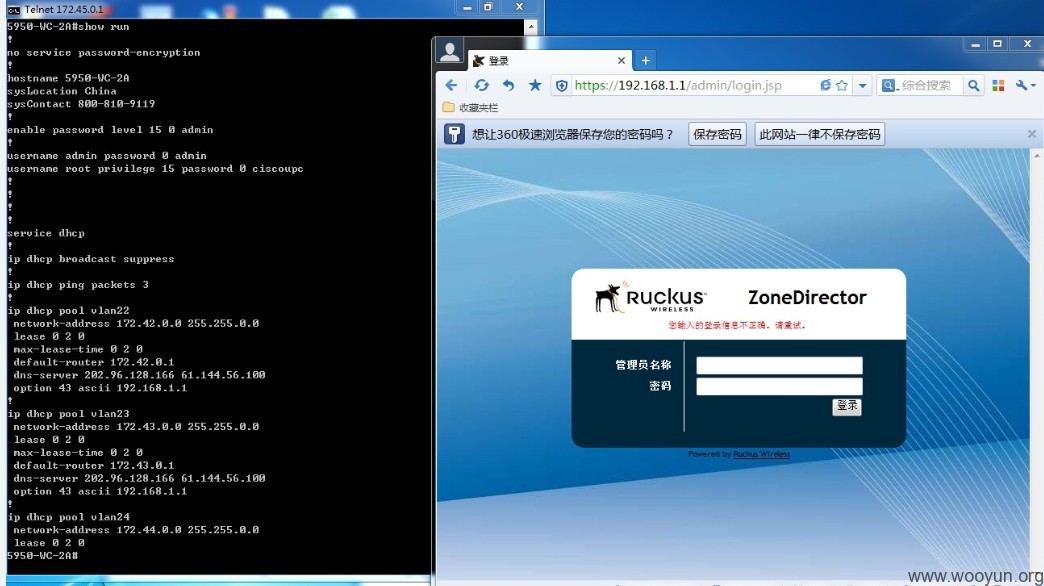 Telnet 172.45.0.1
5950-WC-2A#show run
!
no service password-encryption
!
hostname 5950-WC-2A
sysLocation China
sysContact 800-810-9119
!
enable password level 15 0 admin
!
username admin password 0 admin
username root privilege 15 password 0 ciscoupc
!
!
!
!
service dhcp
!
ip dhcp broadcast suppress
!
ip dhcp ping packets 3
!
ip dhcp pool vlan22
network-address 172.42.0.0 255.255.0.0
lease 0 2 0
max-lease-time 0 2 0
default-router 172.42.0.1
dns-server 202.96.128.166 61.144.56.100
option 43 ascii 192.168.1.1
!
ip dhcp pool vlan23
network-address 172.43.0.0 255.255.0.0
lease 0 2 0
max-lease-time 0 2 0
default-router 172.43.0.1
dns-server 202.96.128.166 61.144.56.100
option 43 ascii 192.168.1.1
!
ip dhcp pool vlan24
network-address 172.44.0.0 255.255.0.0
lease 0 2 0
5950-WC-2A#
登录
https://192.168.1.1/admin/login.jsp
综合搜索
收藏夹栏
想让360极速浏览器保存您的密码吗？ 保存密码 此网站一律不保存密码
RUCKUS WIRELESS ZoneDirector
您输入的登录信息不正确。请重试。
管理员名称
密码
登录
Powered by Ruckus Wireless
www.wooyun.org